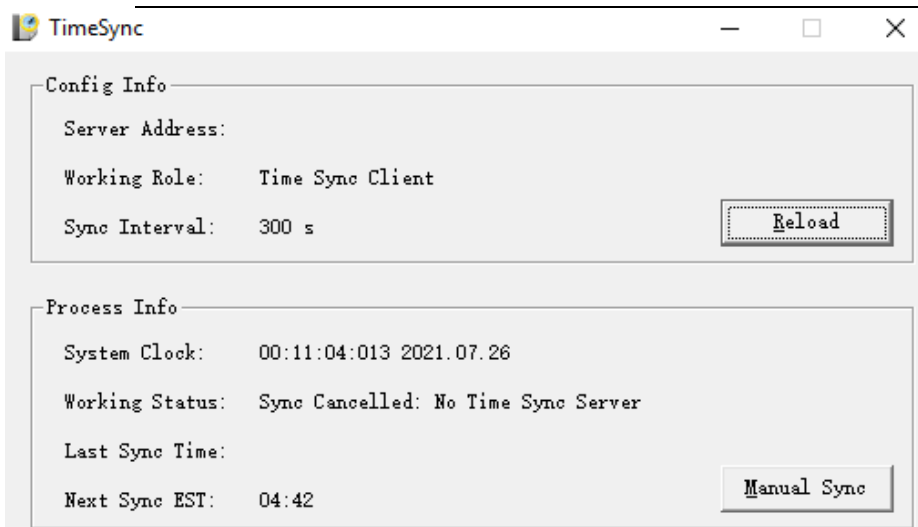 TimeSync
Config Info
Server Address:
Working Role: Time Sync Client
Sync Interval: 300 s
Reload
Process Info
System Clock: 00:11:04:013 2021.07.26
Working Status: Sync Cancelled: No Time Sync Server
Last Sync Time:
Next Sync EST: 04:42
Manual Sync